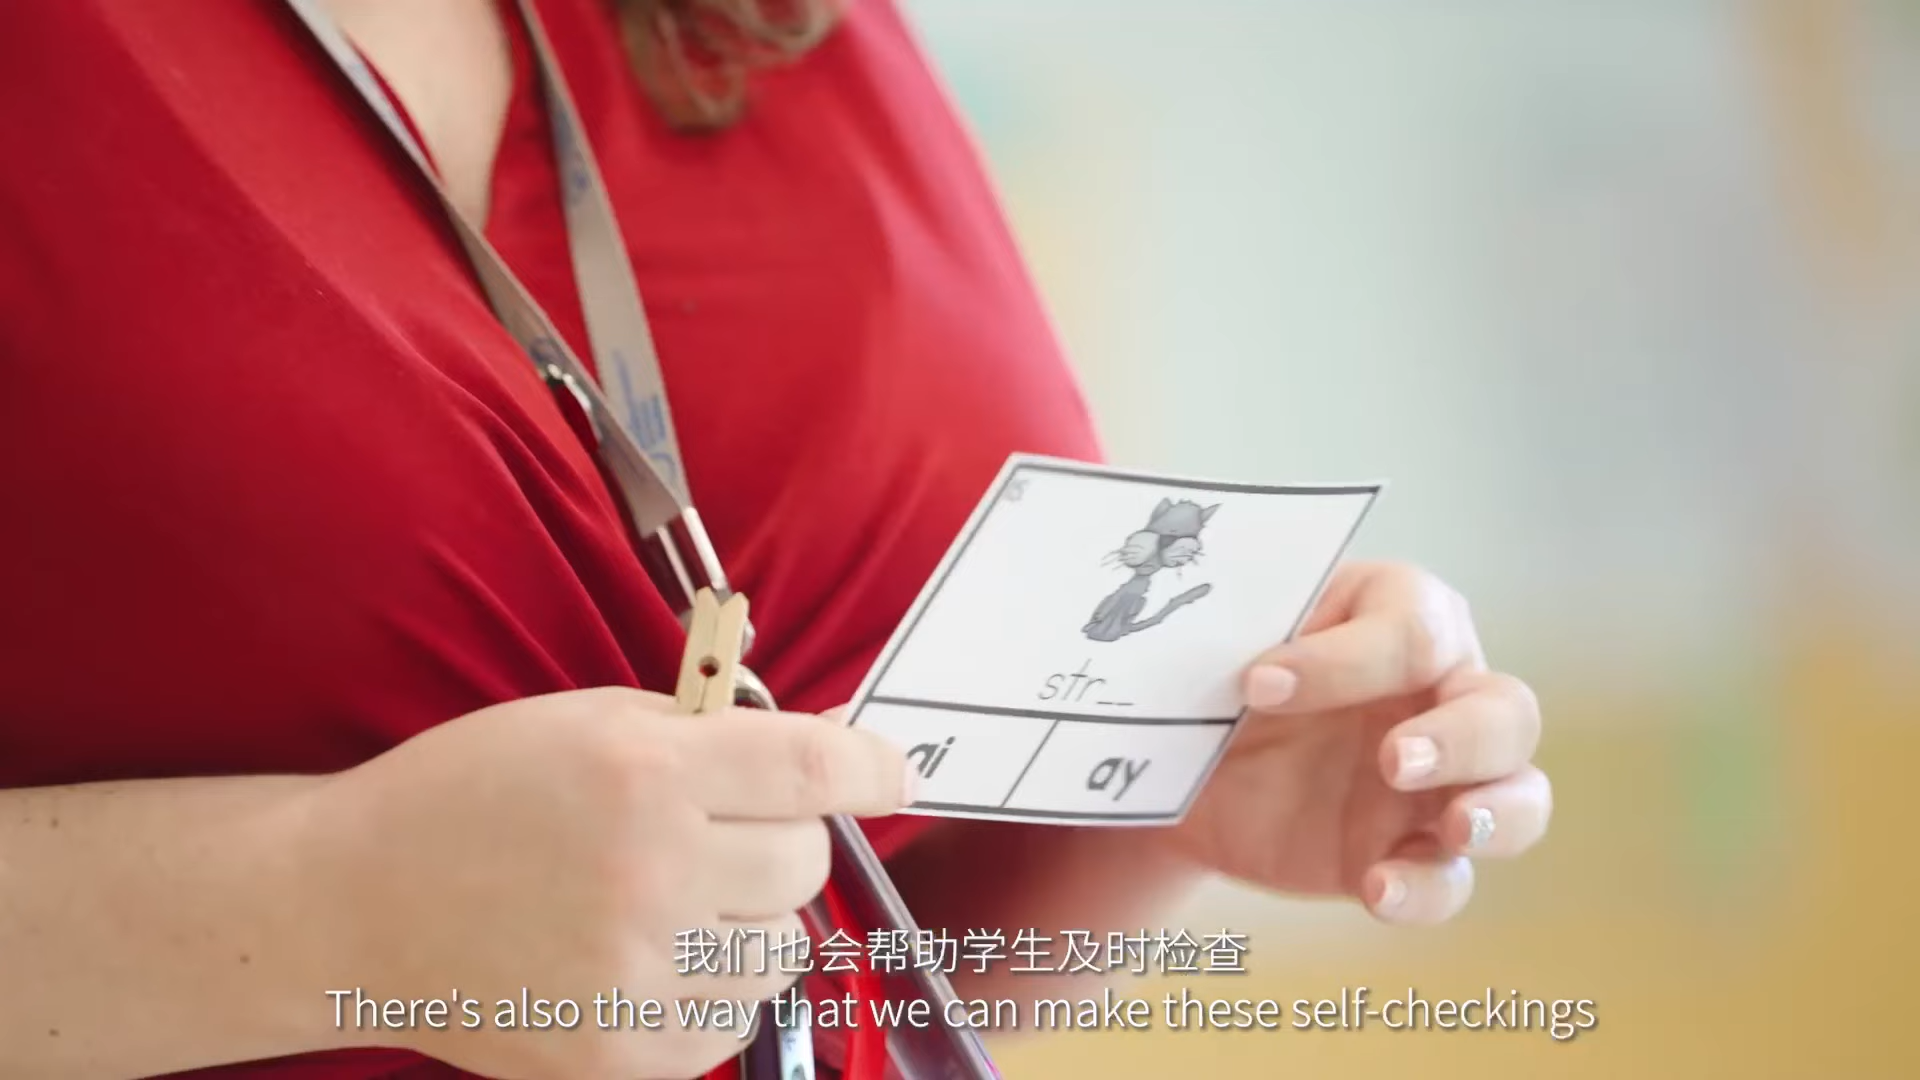 str__
ai
ay
我们也会帮助学生及时检查
There's also the way that we can make these self-checkings